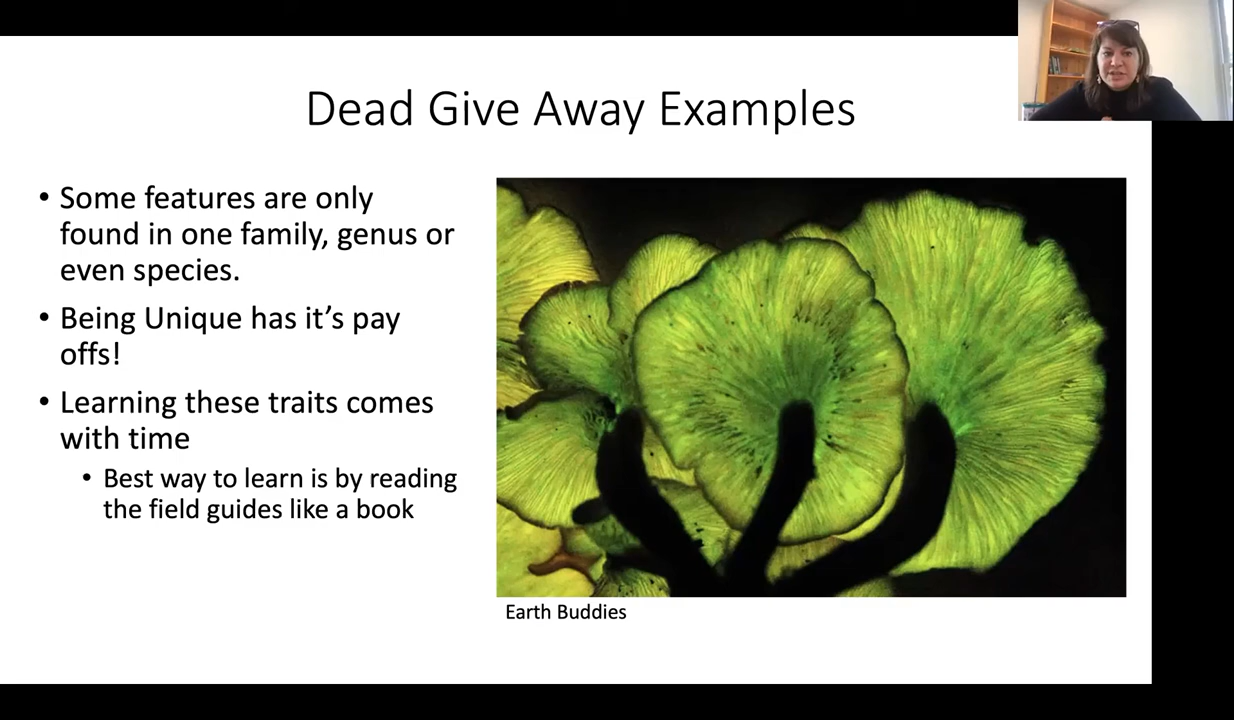 Dead Give Away Examples
• Some features are only
found in one family, genus or
even species.
• Being Unique has it’s pay
offs!
• Learning these traits comes
with time
• Best way to learn is by reading
the field guides like a book
Earth Buddies